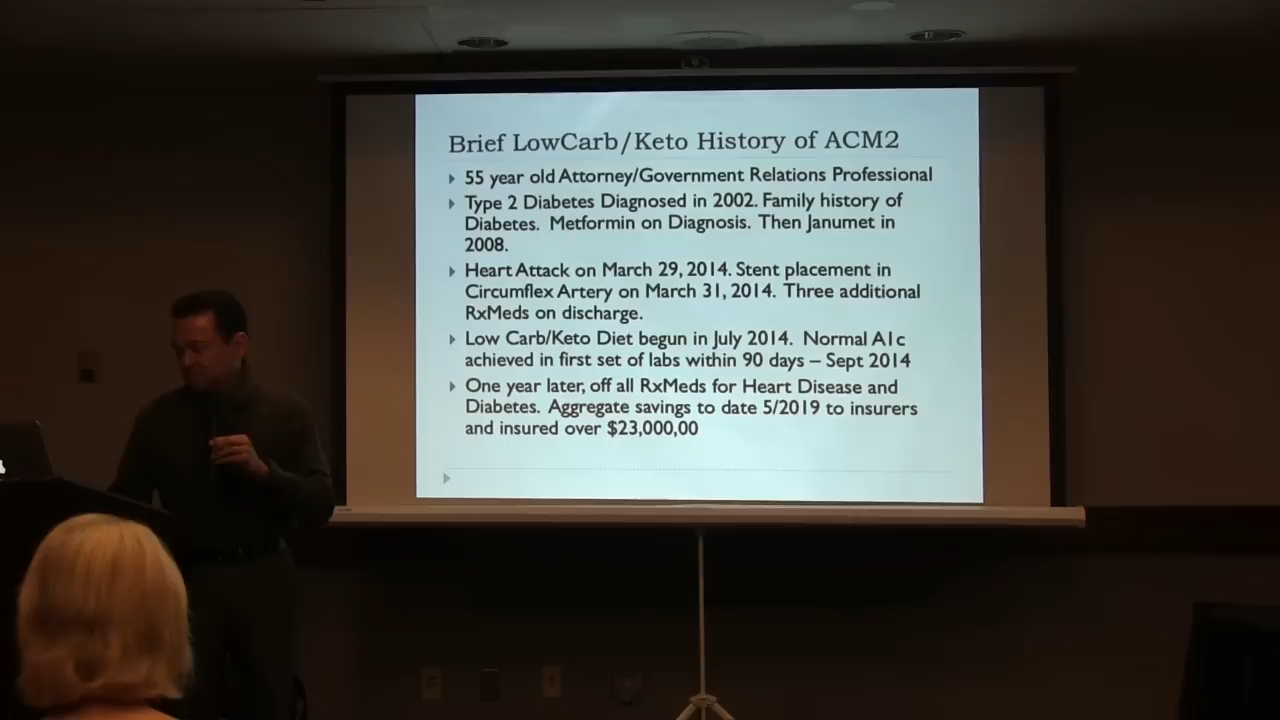 Brief LowCarb/Keto History of ACM2
55 year old Attorney/Government Relations Professional
Type 2 Diabetes Diagnosed in 2002. Family history of
Diabetes. Metformin on Diagnosis. Then Janumet in
2008.
Heart Attack on March 29, 2014. Stent placement in
Circumflex Artery on March 31, 2014. Three additional
RxMeds on discharge.
Low Carb/Keto Diet begun in July 2014. Normal A1c
achieved in first set of labs within 90 days – Sept 2014
One year later, off all RxMeds for Heart Disease and
Diabetes. Aggregate savings to date 5/2019 to insurers
and insured over $23,000,00